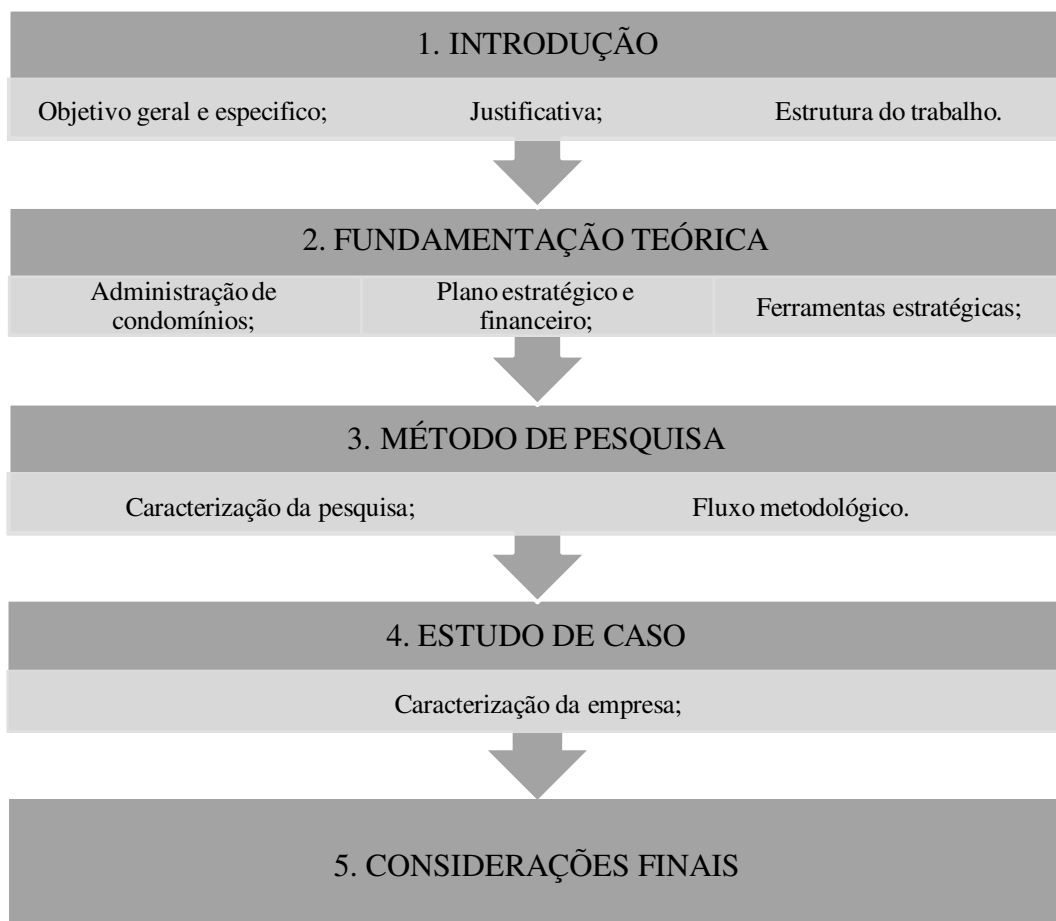 1. INTRODUÇÃO
Objetivo geral e especifico; Justificativa; Estrutura do trabalho.
2. FUNDAMENTAÇÃO TEÓRICA
Administração de
condomínios;
Plano estratégico e
financeiro;
Ferramentas estratégicas;
3. MÉTODO DE PESQUISA
Caracterização da pesquisa; Fluxo metodológico.
4. ESTUDO DE CASO
Caracterização da empresa;
5. CONSIDERAÇÕES FINAIS